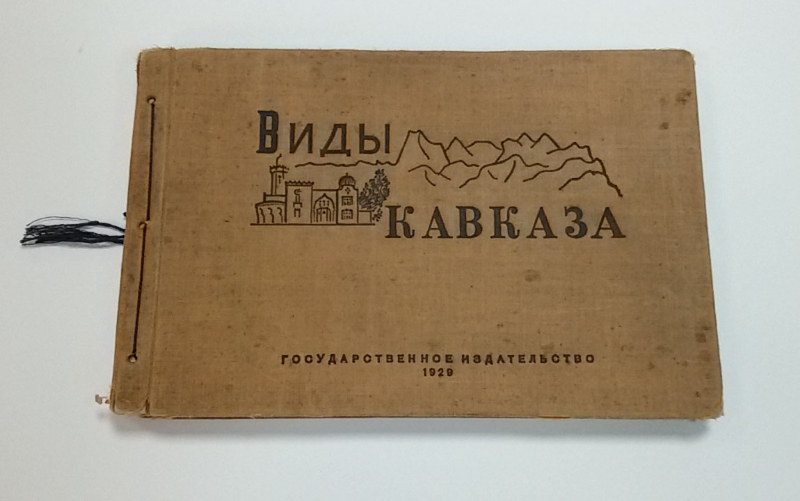 Виды
КАВКАЗА
ГОСУДАРСТВЕННОЕ ИЗДАТЕЛЬСТВО
1929